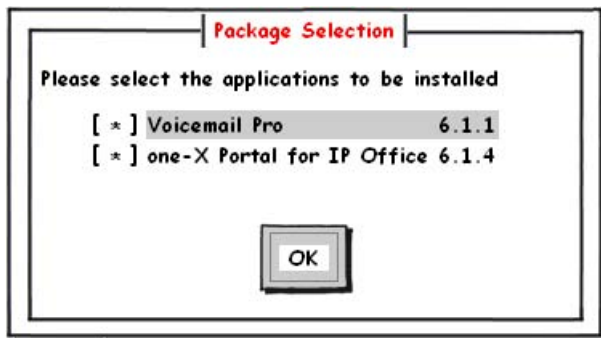 Package Selection
Please select the applications to be installed
[ * ] Voicemail Pro 6.1.1
[ * ] one-X Portal for IP Office 6.1.4
OK